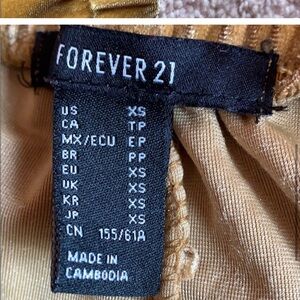 FOREVER 21
US XS
CA TP
MX/ECU EP
BR PP
EU XS
UK XS
KR XS
JP XS
CN 155/61A
MADE IN
CAMBODIA